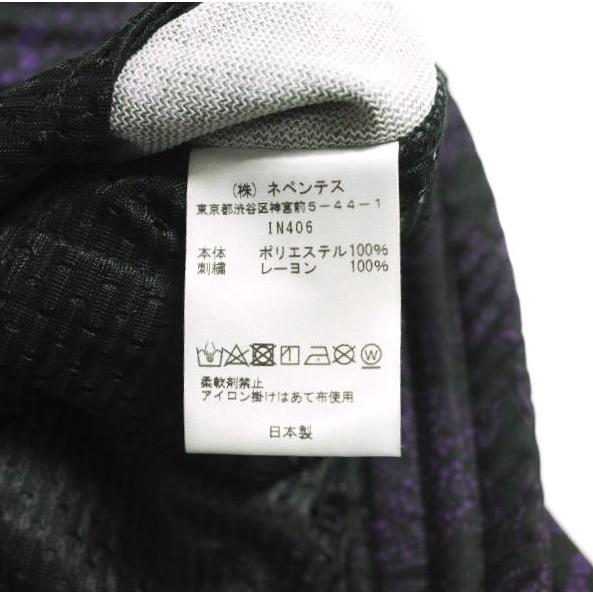 （株）ネペンテス
東京都渋谷区神宮前5－44－1
IN406
本体 ポリエステル100%
刺繍 レーヨン 100%
W
柔軟剤禁止
アイロン掛けはあて布使用
日本製